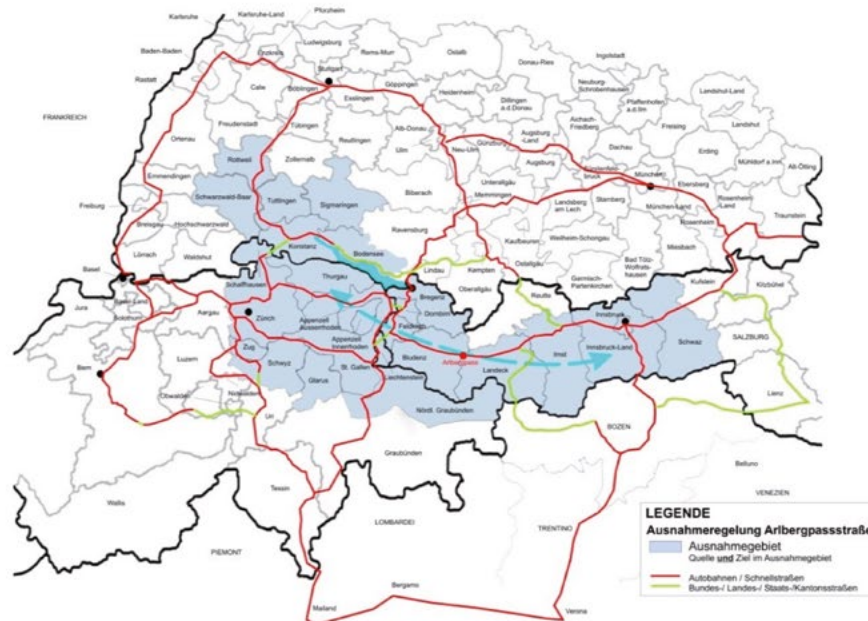 Karlsruhe
Karlsruhe-Land
Pforzheim
Baden-Baden
Enzkreis
Ludwigsburg
Rems-Murr
Ostalb
Donau-Ries
Ingolstadt
Rastatt
Stuttgart
Calw
Böblingen
Esslingen
Göppingen
Heidenheim
Dillingen
a.d.Donau
Neuburg-
Schrobenhausen
Pfaffenhofen
a.d.Ilm
Landshut-Land
FRANKREICH
Ortenau
Freudenstadt
Tübingen
Reutlingen
Alb-Donau
Ulm
Neu-Ulm
Günzburg
Augsburg
-Land
Augsburg
Aichach-
Friedberg
Dachau
Freising
Erding
Landshut
Mühldorf a.Inn
Alt-Ötting
Rottweil
Zollernalb
Emmendingen
Schwarzwald-Baar
Tuttlingen
Sigmaringen
Biberach
Unterallgäu
Memmingen
Landsberg
am Lech
Fürstenfeld-
bruck
München
Starnberg
München-Land
Ebersberg
Rosenheim
-Land
Rosenheim
Traunstein
Freiburg
Breisgau
Hochschwarzwald
Lörrach
Waldshut
Konstanz
Bodensee
Ravensburg
Lindau
Kempten
Oberallgäu
Kaufbeuren
Ostallgäu
Weilheim-Schongau
Garmisch-
Partenkirchen
Bad Tölz-
Wolfrats-
hausen
Miesbach
Basel
Basel-Land
Solothurn
Jura
Aargau
Schaffhausen
Thurgau
Zürich
Appenzell
Ausserrhoden
Appenzell
Innerrhoden
St. Gallen
Bregenz
Dornbirn
Feldkirch
Bludenz
Liechtenstein
Arlbergpass
Landeck
Reutte
Imst
Innsbruck
Innsbruck-Land
Schwaz
Kufstein
Kitzbühel
SALZBURG
Lienz
Bern
Luzern
Zug
Schwyz
Glarus
Obwalden
Nidwalden
Uri
Nördl. Graubünden
Graubünden
BOZEN
Belluno
VENEZIEN
Wallis
Tessin
LOMBARDEI
TRENTINO
PIEMONT
Bergamo
Mailand
Verona
LEGENDE
Ausnahmeregelung Arlbergpassstraße
Ausnahmegebiet
Quelle und Ziel im Ausnahmegebiet
Autobahnen / Schnellstraßen
Bundes-/ Landes-/ Staats-/Kantonsstraßen